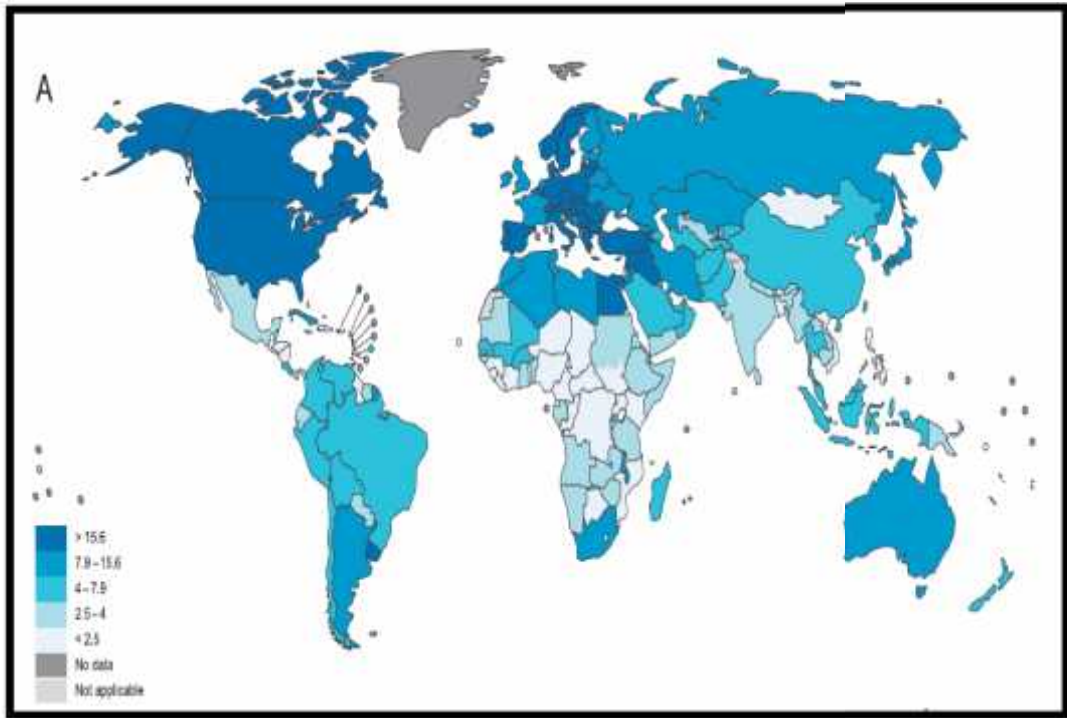 A
> 15.6
7.9–15.6
4–7.9
2.5–4
< 2.5
No data
Not applicable